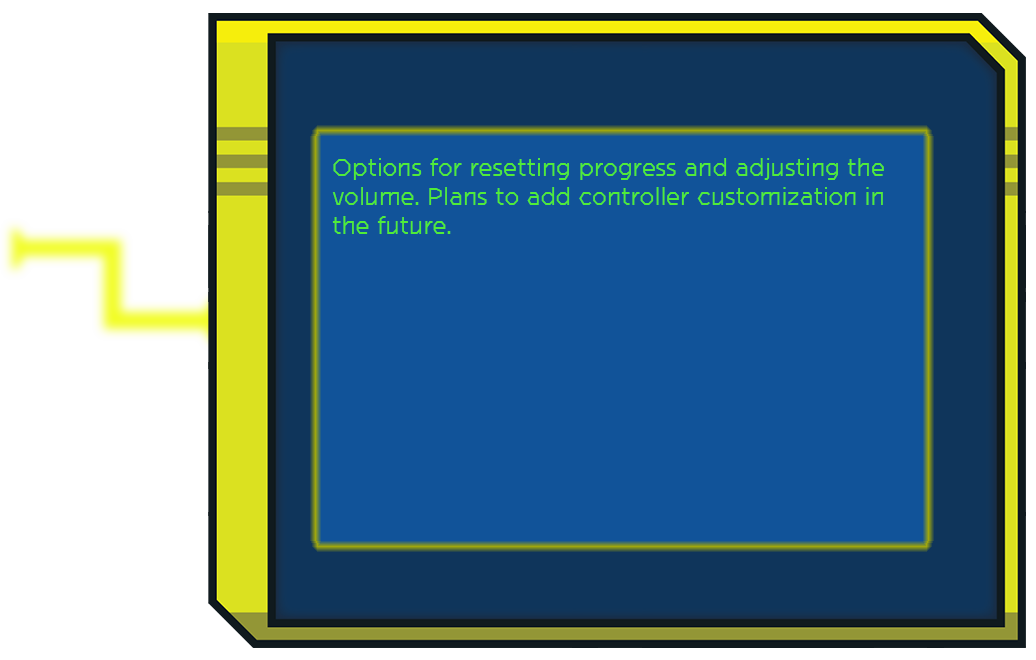 Options for resetting progress and adjusting the
volume. Plans to add controller customization in
the future.